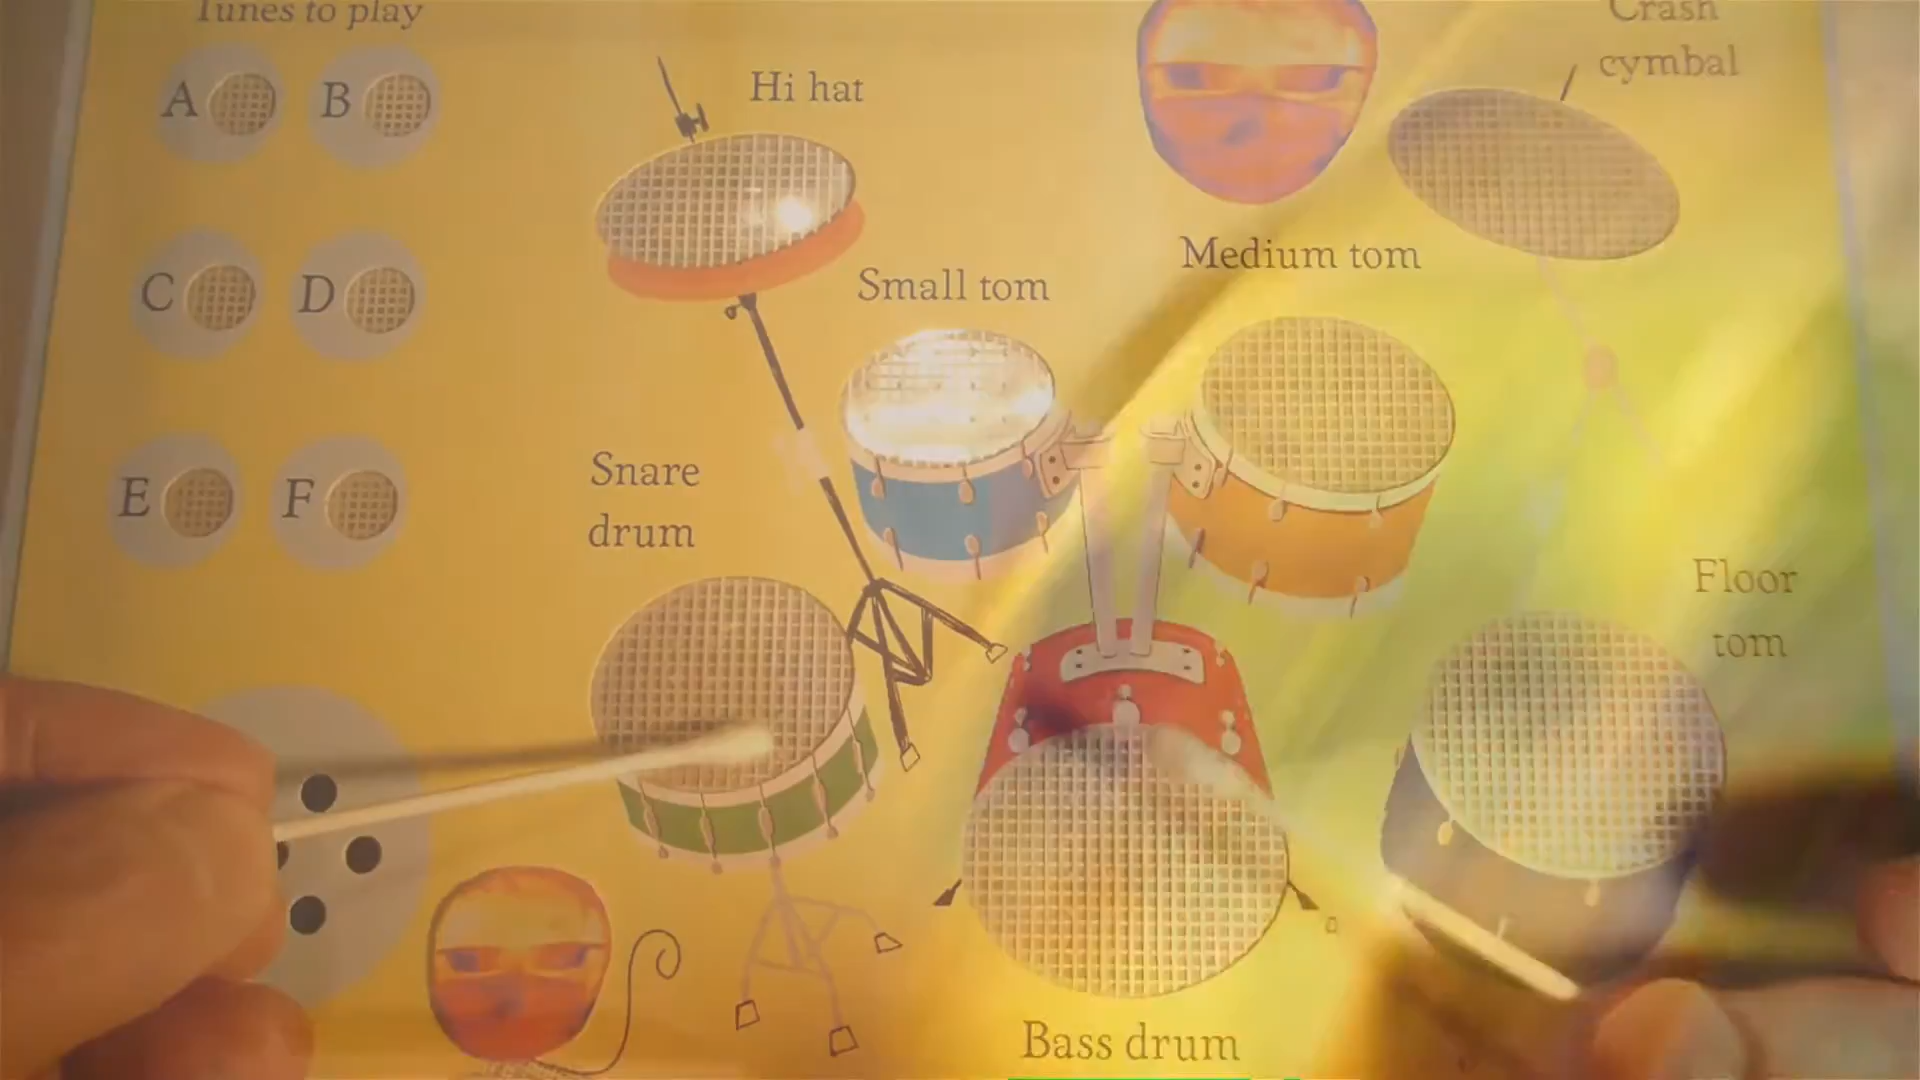 Tunes to play
A
B
C
D
E
F
Hi hat
Crash
cymbal
Small tom
Medium tom
Snare
drum
Floor
tom
Bass drum